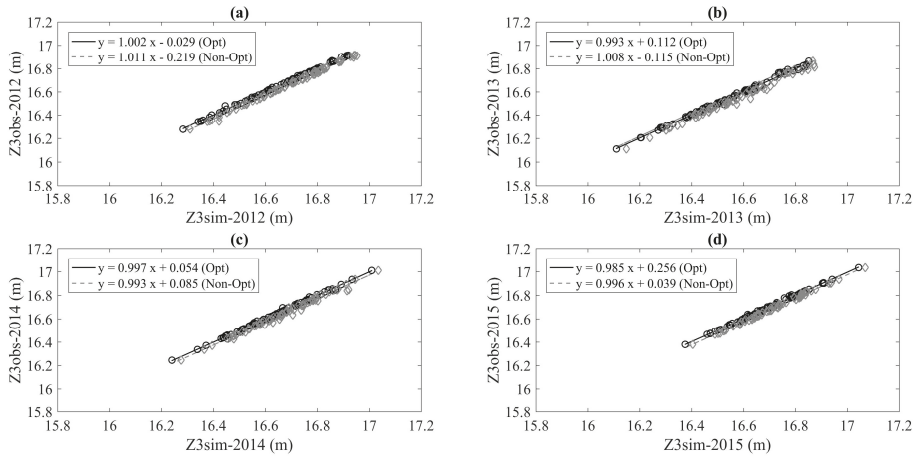 (a)
17.2
17
16.8
16.6
16.4
16.2
16
15.8
Z3obs-2012 (m)
y = 1.002 x - 0.029 (Opt)
y = 1.011 x - 0.219 (Non-Opt)
15.8 16 16.2 16.4 16.6 16.8 17 17.2
Z3sim-2012 (m)
(b)
17.2
17
16.8
16.6
16.4
16.2
16
15.8
Z3obs-2013 (m)
y = 0.993 x + 0.112 (Opt)
y = 1.008 x - 0.115 (Non-Opt)
15.8 16 16.2 16.4 16.6 16.8 17 17.2
Z3sim-2013 (m)
(c)
17.2
17
16.8
16.6
16.4
16.2
16
15.8
Z3obs-2014 (m)
y = 0.997 x + 0.054 (Opt)
y = 0.993 x + 0.085 (Non-Opt)
15.8 16 16.2 16.4 16.6 16.8 17 17.2
Z3sim-2014 (m)
(d)
17.2
17
16.8
16.6
16.4
16.2
16
15.8
Z3obs-2015 (m)
y = 0.985 x + 0.256 (Opt)
y = 0.996 x + 0.039 (Non-Opt)
15.8 16 16.2 16.4 16.6 16.8 17 17.2
Z3sim-2015 (m)